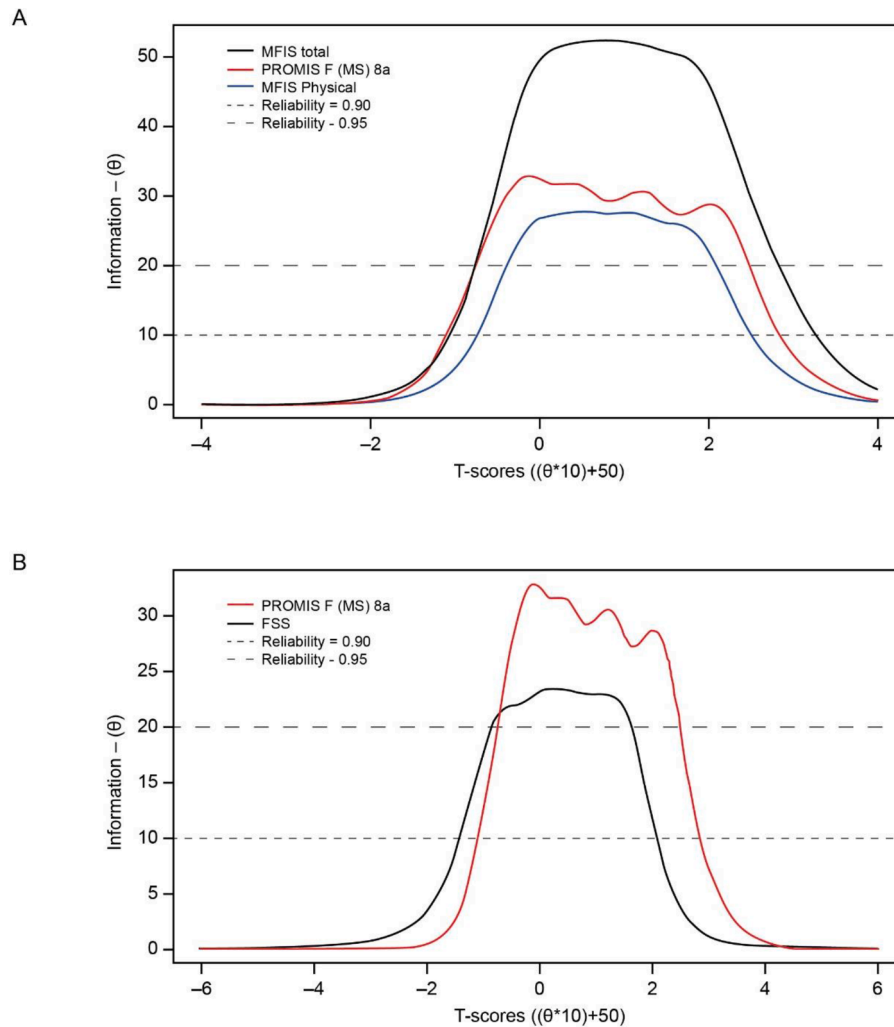 A
MFIS total
PROMIS F (MS) 8a
MFIS Physical
Reliability = 0.90
Reliability - 0.95
Information – (θ)
50
40
30
20
10
0
–4 –2 0 2 4
T-scores ((θ*10)+50)
B
PROMIS F (MS) 8a
FSS
Reliability = 0.90
Reliability - 0.95
Information – (θ)
30
25
20
15
10
5
0
–6 –4 –2 0 2 4 6
T-scores ((θ*10)+50)